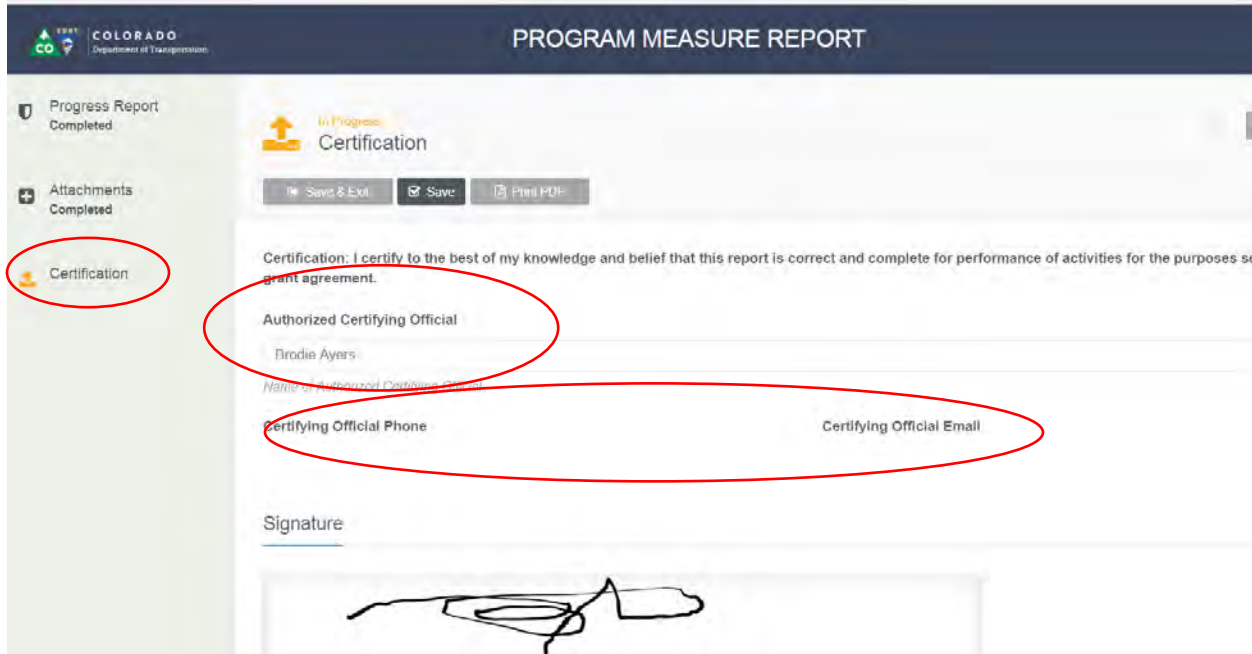 CDOT
CO
COLORADO
Department of Transportation
PROGRAM MEASURE REPORT
Progress Report
Completed
Attachments
Completed
Certification
In Progress
Certification
Save & Exit
Save
Print PDF
Certification: I certify to the best of my knowledge and belief that this report is correct and complete for performance of activities for the purposes se
grant agreement.
Authorized Certifying Official
Brodie Ayers
Name of Authorized Certifying Official
Certifying Official Phone
Certifying Official Email
Signature